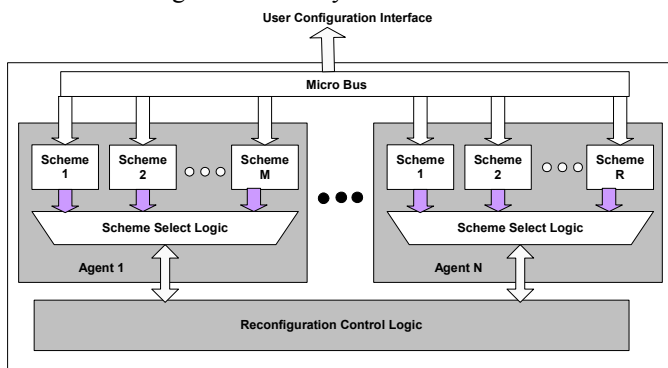 User Configuration Interface
Micro Bus
Scheme
1
Scheme
2
Scheme
M
Scheme
1
Scheme
2
Scheme
R
Scheme Select Logic
Scheme Select Logic
Agent 1
Agent N
Reconfiguration Control Logic